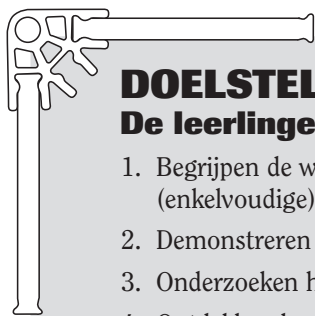 DOELSTEL
De leerlinge
1. Begrijpen de w
(enkelvoudige)
2. Demonstreren
3. Onderzoeken h